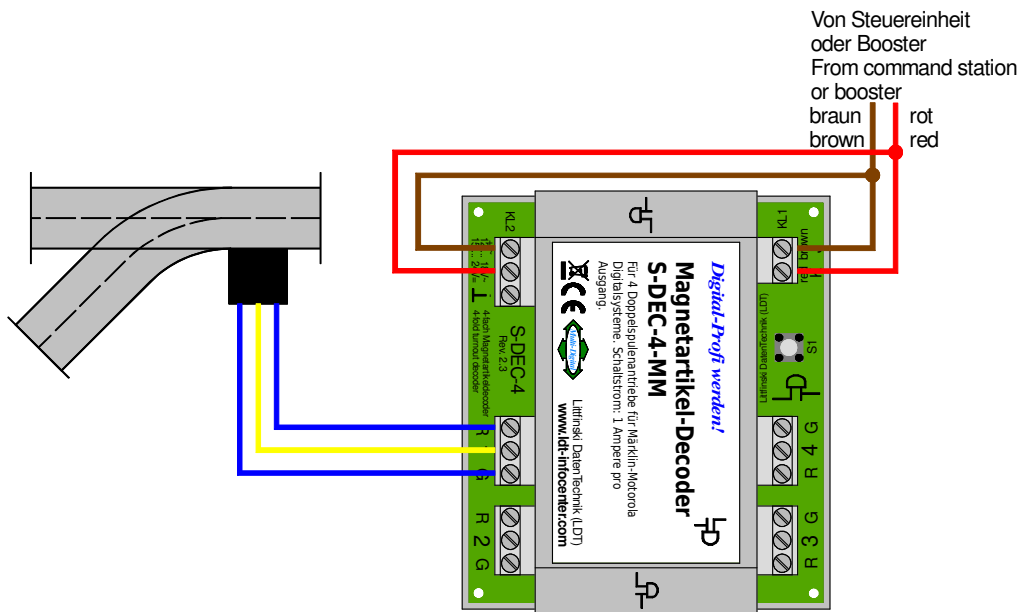 Von Steuereinheit
oder Booster
From command station
or booster
braun rot
brown red
KL2
KL1
red brown
S-DEC-4
Rev. 2.3
4-fach Magnetartikeldecoder
4-fold turnout decoder
Digital-Profi werden!
Magnetartikel-Decoder
S-DEC-4-MM
Für 4 Doppelspulenantriebe für Märklin-Motorola
Digitalsysteme. Schaltstrom: 1 Ampere pro
Ausgang.
CE
Multi-Digital
Littfinski DatenTechnik (LDT)
www.ldt-infocenter.com
Littfinski DatenTechnik (LDT)
S1
R
G
R 2 G
R 4 G
R 3 G